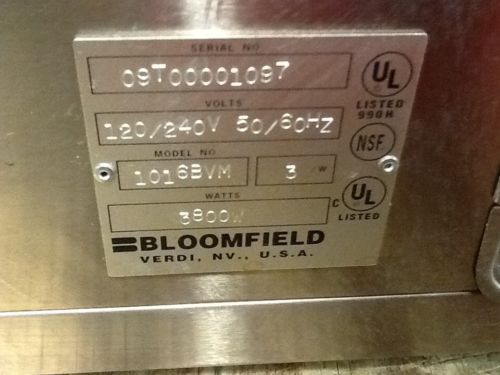 SERIAL NO.
09T00001097
UL
VOLTS
LISTED
990H
120/240V 50/60HZ
NSF
MODEL NO.
1016BVM 3 /W
WATTS
C UL
3800W
LISTED
BLOOMFIELD
VERDI, NV., U.S.A.